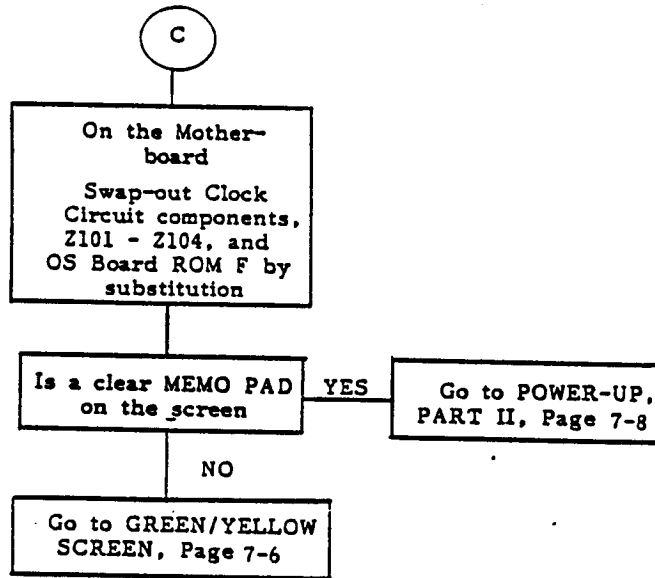 C
On the Mother-
board
Swap-out Clock
Circuit components,
Z101 - Z104, and
OS Board ROM F by
substitution
Is a clear MEMO PAD
on the screen
YES
Go to POWER-UP,
PART II, Page 7-8
NO
Go to GREEN/YELLOW
SCREEN, Page 7-6